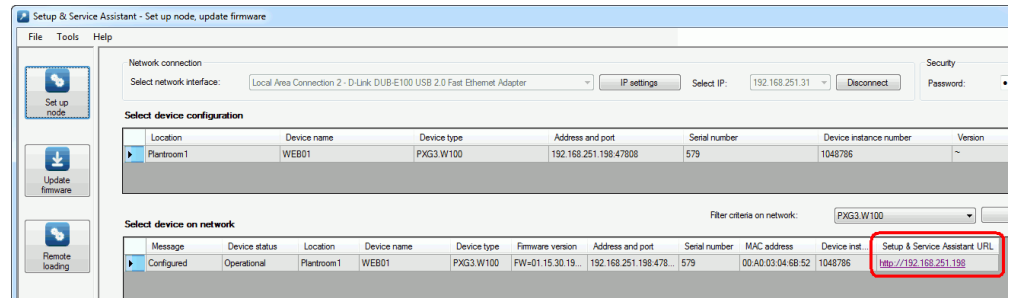 Setup & Service Assistant - Set up node, update firmware
File Tools Help
Network connection
Security
Select network interface: Local Area Connection 2 - D-Link DUB-E100 USB 2.0 Fast Ethernet Adapter IP settings Select IP: 192.168.251.31 Disconnect Password:
Set up
node
Select device configuration
Location Device name Device type Address and port Serial number Device instance number Version
Plantroom1 WEB01 PXG3.W100 192.168.251.198:47808 579 1048786 ~
Update
firmware
Filter criteria on network: PXG3.W100
Select device on network
Remote
loading
Message Device status Location Device name Device type Firmware version Address and port Serial number MAC address Device inst... Setup & Service Assistant URL
Configured Operational Plantroom1 WEB01 PXG3.W100 FW=01.15.30.19... 192.168.251.198:478... 579 00:A0:03:04:6B:52 1048786 http://192.168.251.198